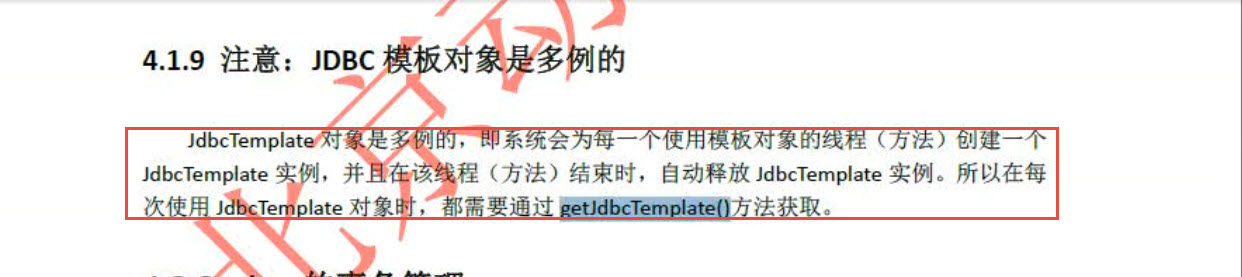 4.1.9 注意：JDBC 模板对象是多例的
JdbcTemplate 对象是多例的，即系统会为每一个使用模板对象的线程（方法）创建一个
JdbcTemplate 实例，并且在该线程（方法）结束时，自动释放 JdbcTemplate 实例。所以在每
次使用 JdbcTemplate 对象时，都需要通过 getJdbcTemplate()方法获取。
北京动